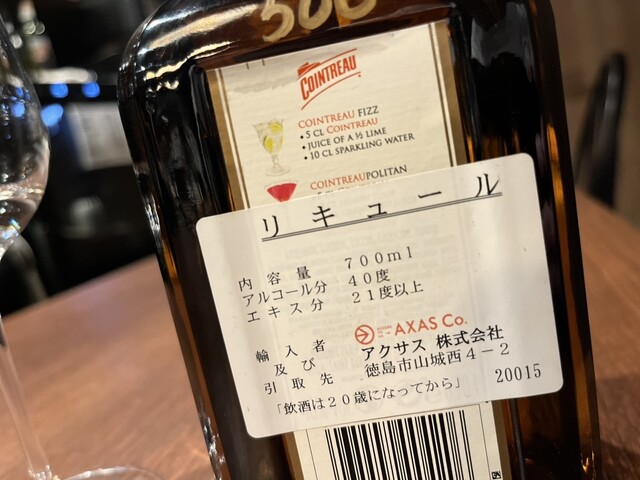 500
COINTREAU
COINTREAU FIZZ
• 5 CL COINTREAU
• JUICE OF A ½ LIME
• 10 CL SPARKLING WATER
COINTREAUPOLITAN
リキュール
内容量 700ml
アルコール分 40度
エキス分 21度以上
AXAS Co.
輸入者 アクサス 株式会社
及び 徳島市山城西4-2
引取先
「飲酒は20歳になってから」 20015